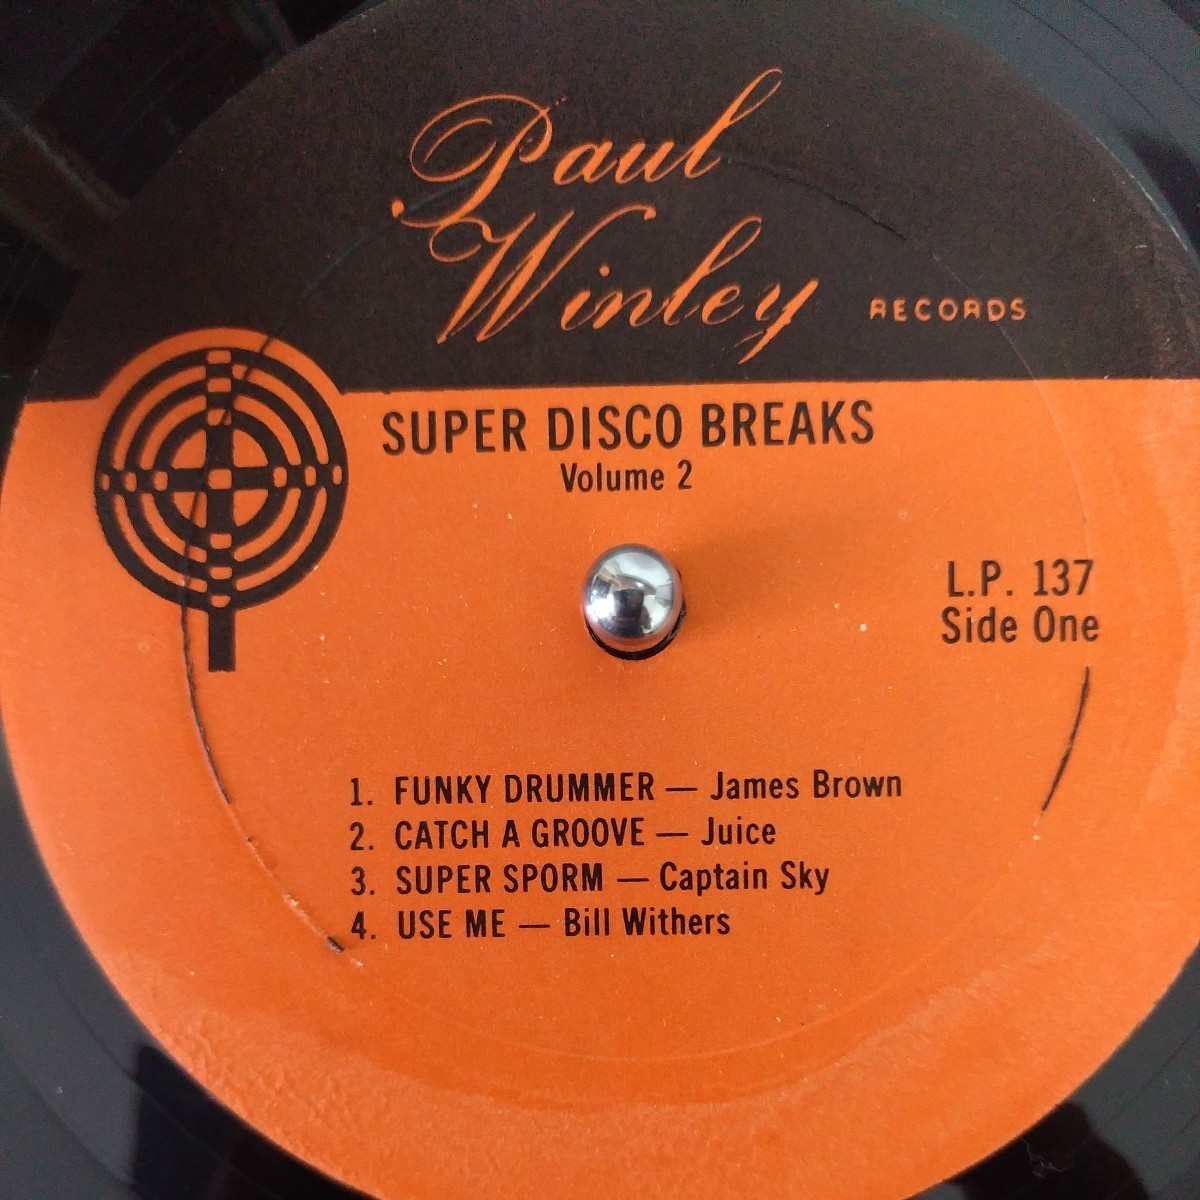 Paul
Winley RECORDS
SUPER DISCO BREAKS
Volume 2
L.P. 137
Side One
1. FUNKY DRUMMER — James Brown
2. CATCH A GROOVE — Juice
3. SUPER SPORM — Captain Sky
4. USE ME — Bill Withers